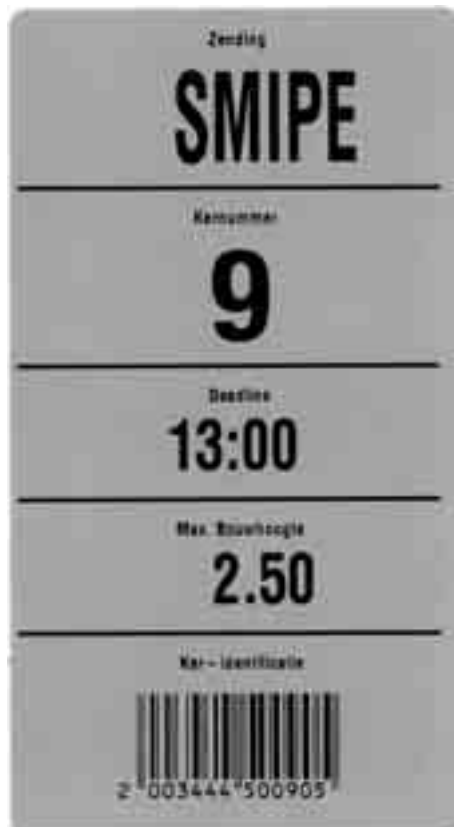 Zending
SMIPE
Karnummer
9
Deadline
13:00
Max. Bouwhoogte
2.50
Kar-identificatie
2 003444 500905